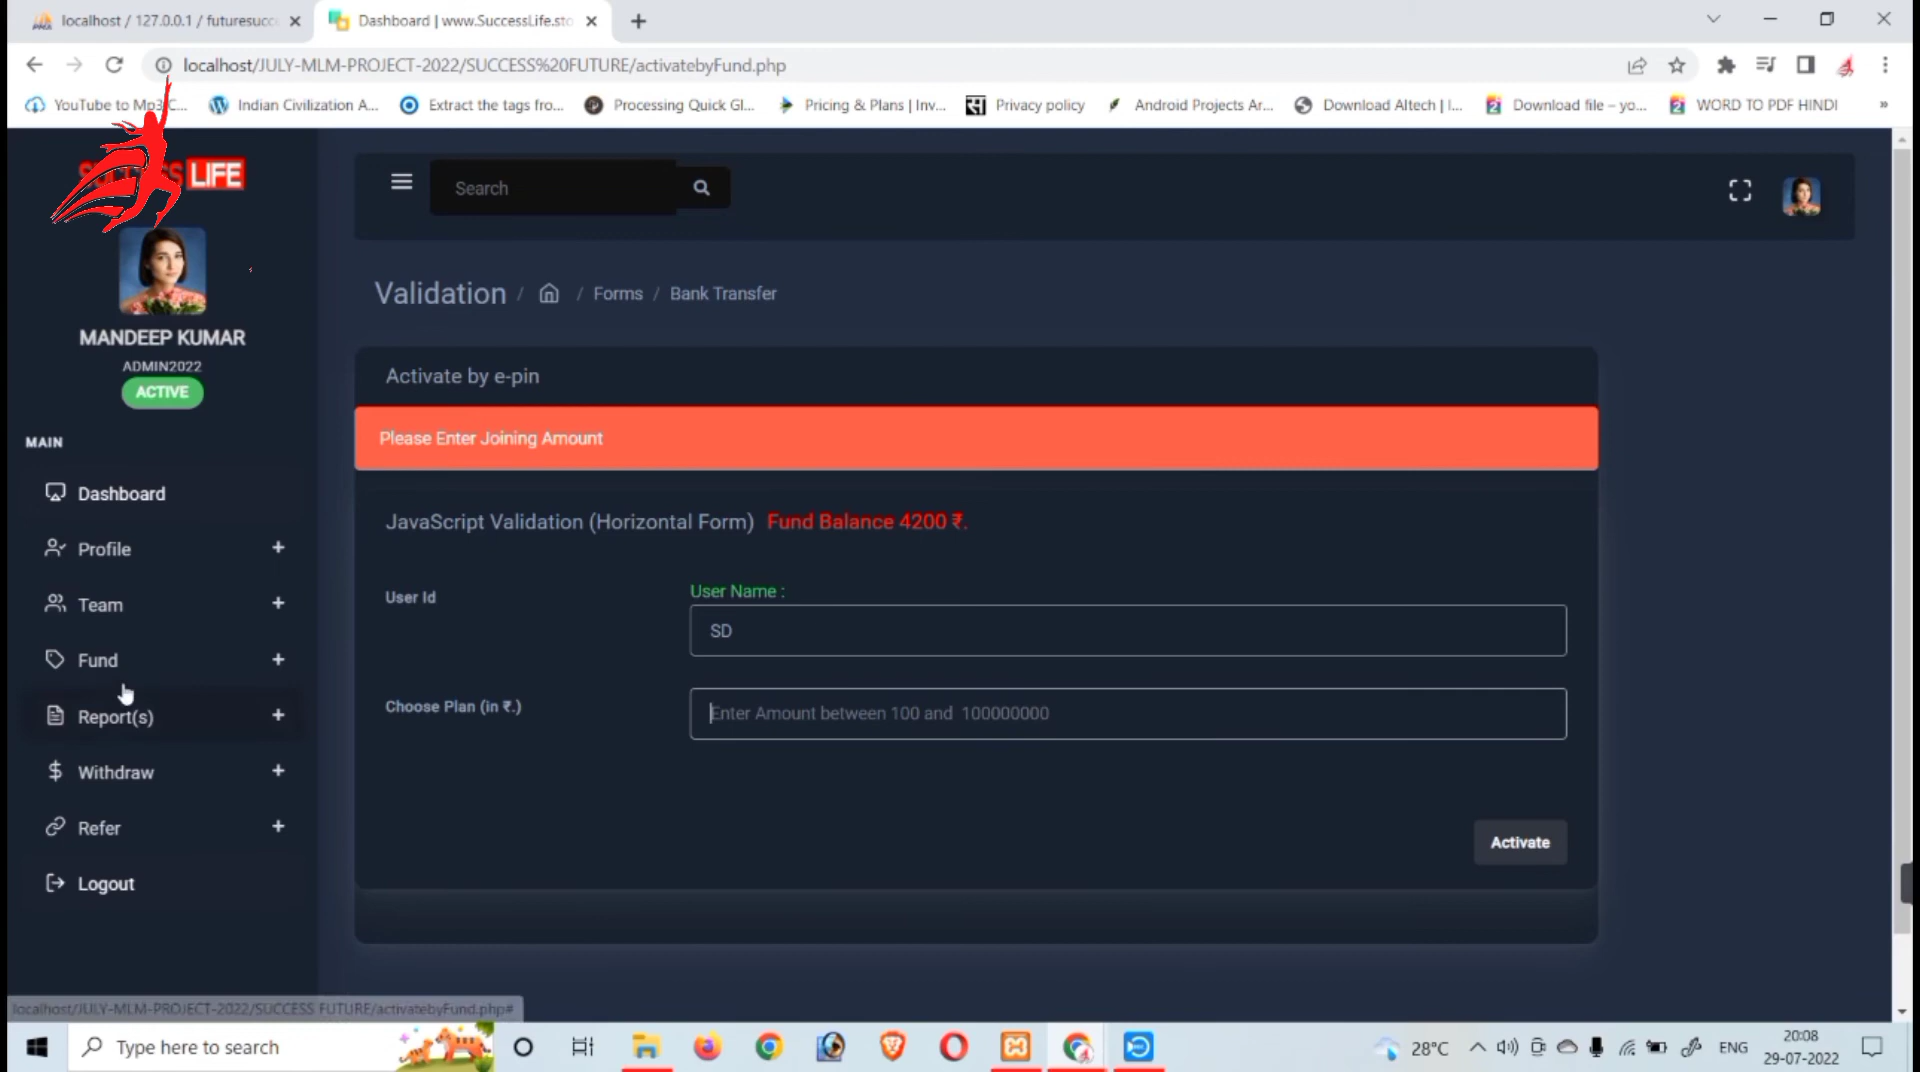 localhost / 127.0.0.1 / futuresucc
Dashboard | www.SuccessLife.sto
localhost/JULY-MLM-PROJECT-2022/SUCCESS%20FUTURE/activatebyFund.php
YouTube to Mp3 C...
Indian Civilization A...
Extract the tags fro...
Processing Quick Gl...
Pricing & Plans | Inv...
Privacy policy
Android Projects Ar...
Download Altech | I...
Download file – yo...
WORD TO PDF HINDI
»
SUCCESS LIFE
Search
MANDEEP KUMAR
ADMIN2022
ACTIVE
MAIN
Dashboard
Profile +
Team +
Fund +
Report(s) +
Withdraw +
Refer +
Logout
Validation / / Forms / Bank Transfer
Activate by e-pin
Please Enter Joining Amount
JavaScript Validation (Horizontal Form) Fund Balance 4200 ₹.
User Id
User Name :
SD
Choose Plan (in ₹.)
Enter Amount between 100 and 100000000
Activate
localhost/JULY-MLM-PROJECT-2022/SUCCESS FUTURE/activatebyFund.php#
Type here to search
28°C
ENG
20:08
29-07-2022